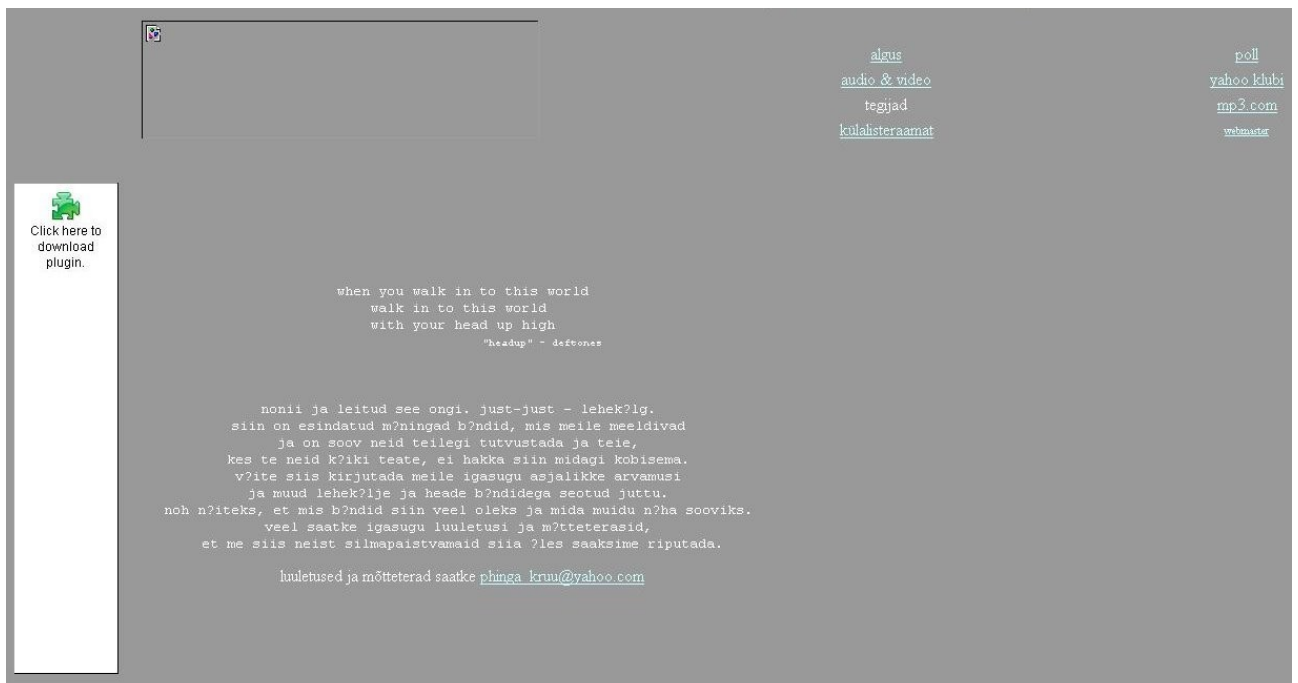 algus
audio & video
tegijad
külalisteraamat
poll
yahoo klubi
mp3.com
webmaster
Click here to
download
plugin.
when you walk in to this world
walk in to this world
with your head up high
"headup" - deftones
nonii ja leitud see ongi. just-just - lehek?lg.
siin on esindatud m?ningad b?ndid, mis meile meeldivad
ja on soov neid teilegi tutvustada ja teie,
kes te neid k?iki teate, ei hakka siin midagi kobisema.
v?ite siis kirjutada meile igasugu asjalikke arvamusi
ja muud lehek?lje ja heade b?ndidega seotud juttu.
noh n?iteks, et mis b?ndid siin veel oleks ja mida muidu n?ha sooviks.
veel saatke igasugu luuletusi ja m?tteterasid,
et me siis neist silmapaistvamaid siia ?les saaksime riputada.
luuletused ja mõtteterad saatke phinga_kruu@yahoo.com